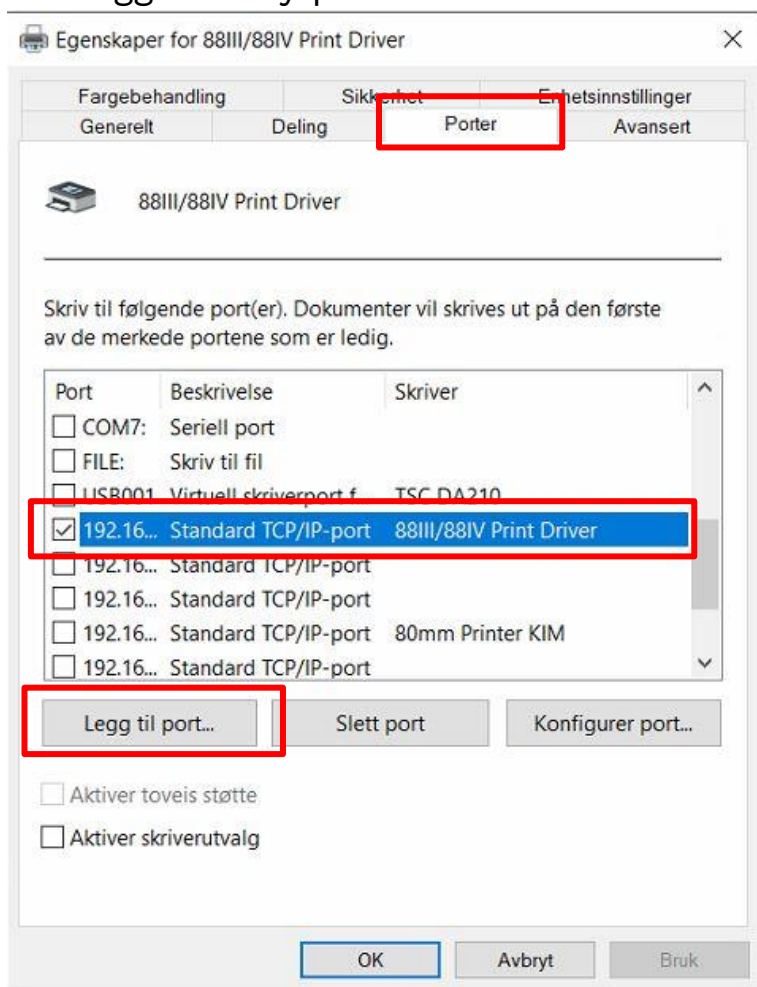 Egenskaper for 88III/88IV Print Driver
Fargebehandling Sikkerhet Enhetsinnstillinger
Generelt Deling Porter Avansert
88III/88IV Print Driver
Skriv til følgende port(er). Dokumenter vil skrives ut på den første
av de merkede portene som er ledig.
Port Beskrivelse Skriver
COM7: Seriell port
FILE: Skriv til fil
USB001 Virtuell skriverport f... TSC DA210
192.16... Standard TCP/IP-port 88III/88IV Print Driver
192.16... Standard TCP/IP-port
192.16... Standard TCP/IP-port
192.16... Standard TCP/IP-port 80mm Printer KIM
192.16... Standard TCP/IP-port
Legg til port... Slett port Konfigurer port...
Aktiver toveis støtte
Aktiver skriverutvalg
OK Avbryt Bruk